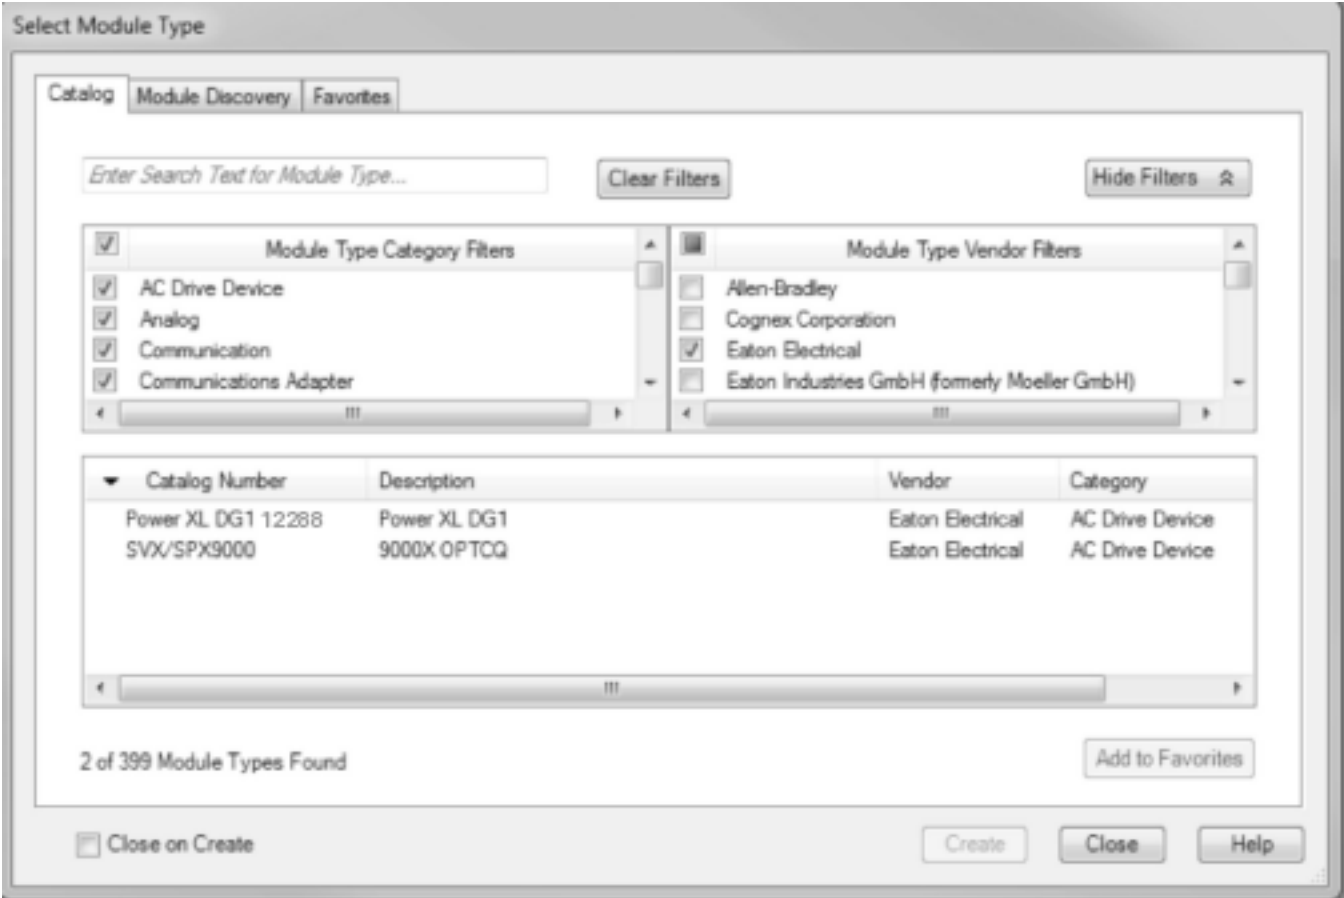 Select Module Type
Catalog Module Discovery Favorites
Enter Search Text for Module Type... Clear Filters Hide Filters
Module Type Category Filters Module Type Vendor Filters
AC Drive Device Allen-Bradley
Analog Cognex Corporation
Communication Eaton Electrical
Communications Adapter Eaton Industries GmbH (formerly Moeller GmbH)
Catalog Number Description Vendor Category
Power XL DG1 12288 Power XL DG1 Eaton Electrical AC Drive Device
SVX/SPX9000 9000X OPTCQ Eaton Electrical AC Drive Device
2 of 399 Module Types Found Add to Favorites
Close on Create Create Close Help